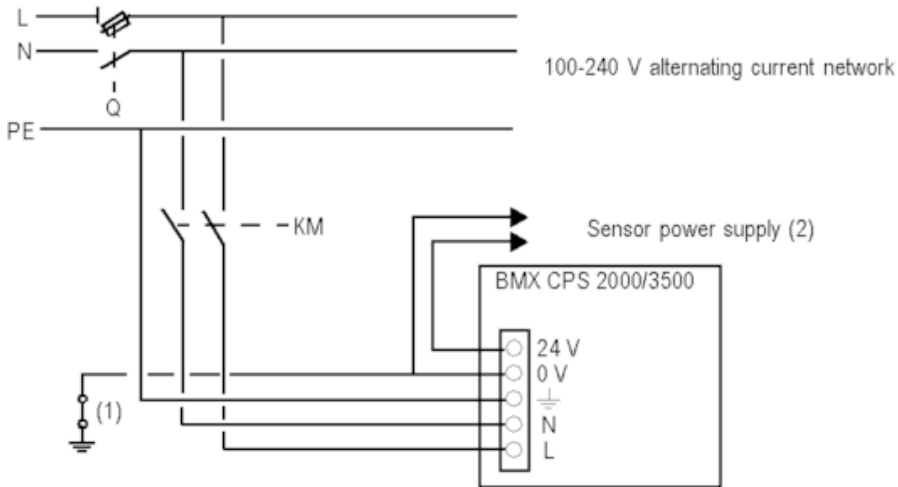 L
N
100-240 V alternating current network
Q
PE
KM
Sensor power supply (2)
BMX CPS 2000/3500
24 V
0 V
(1)
N
L